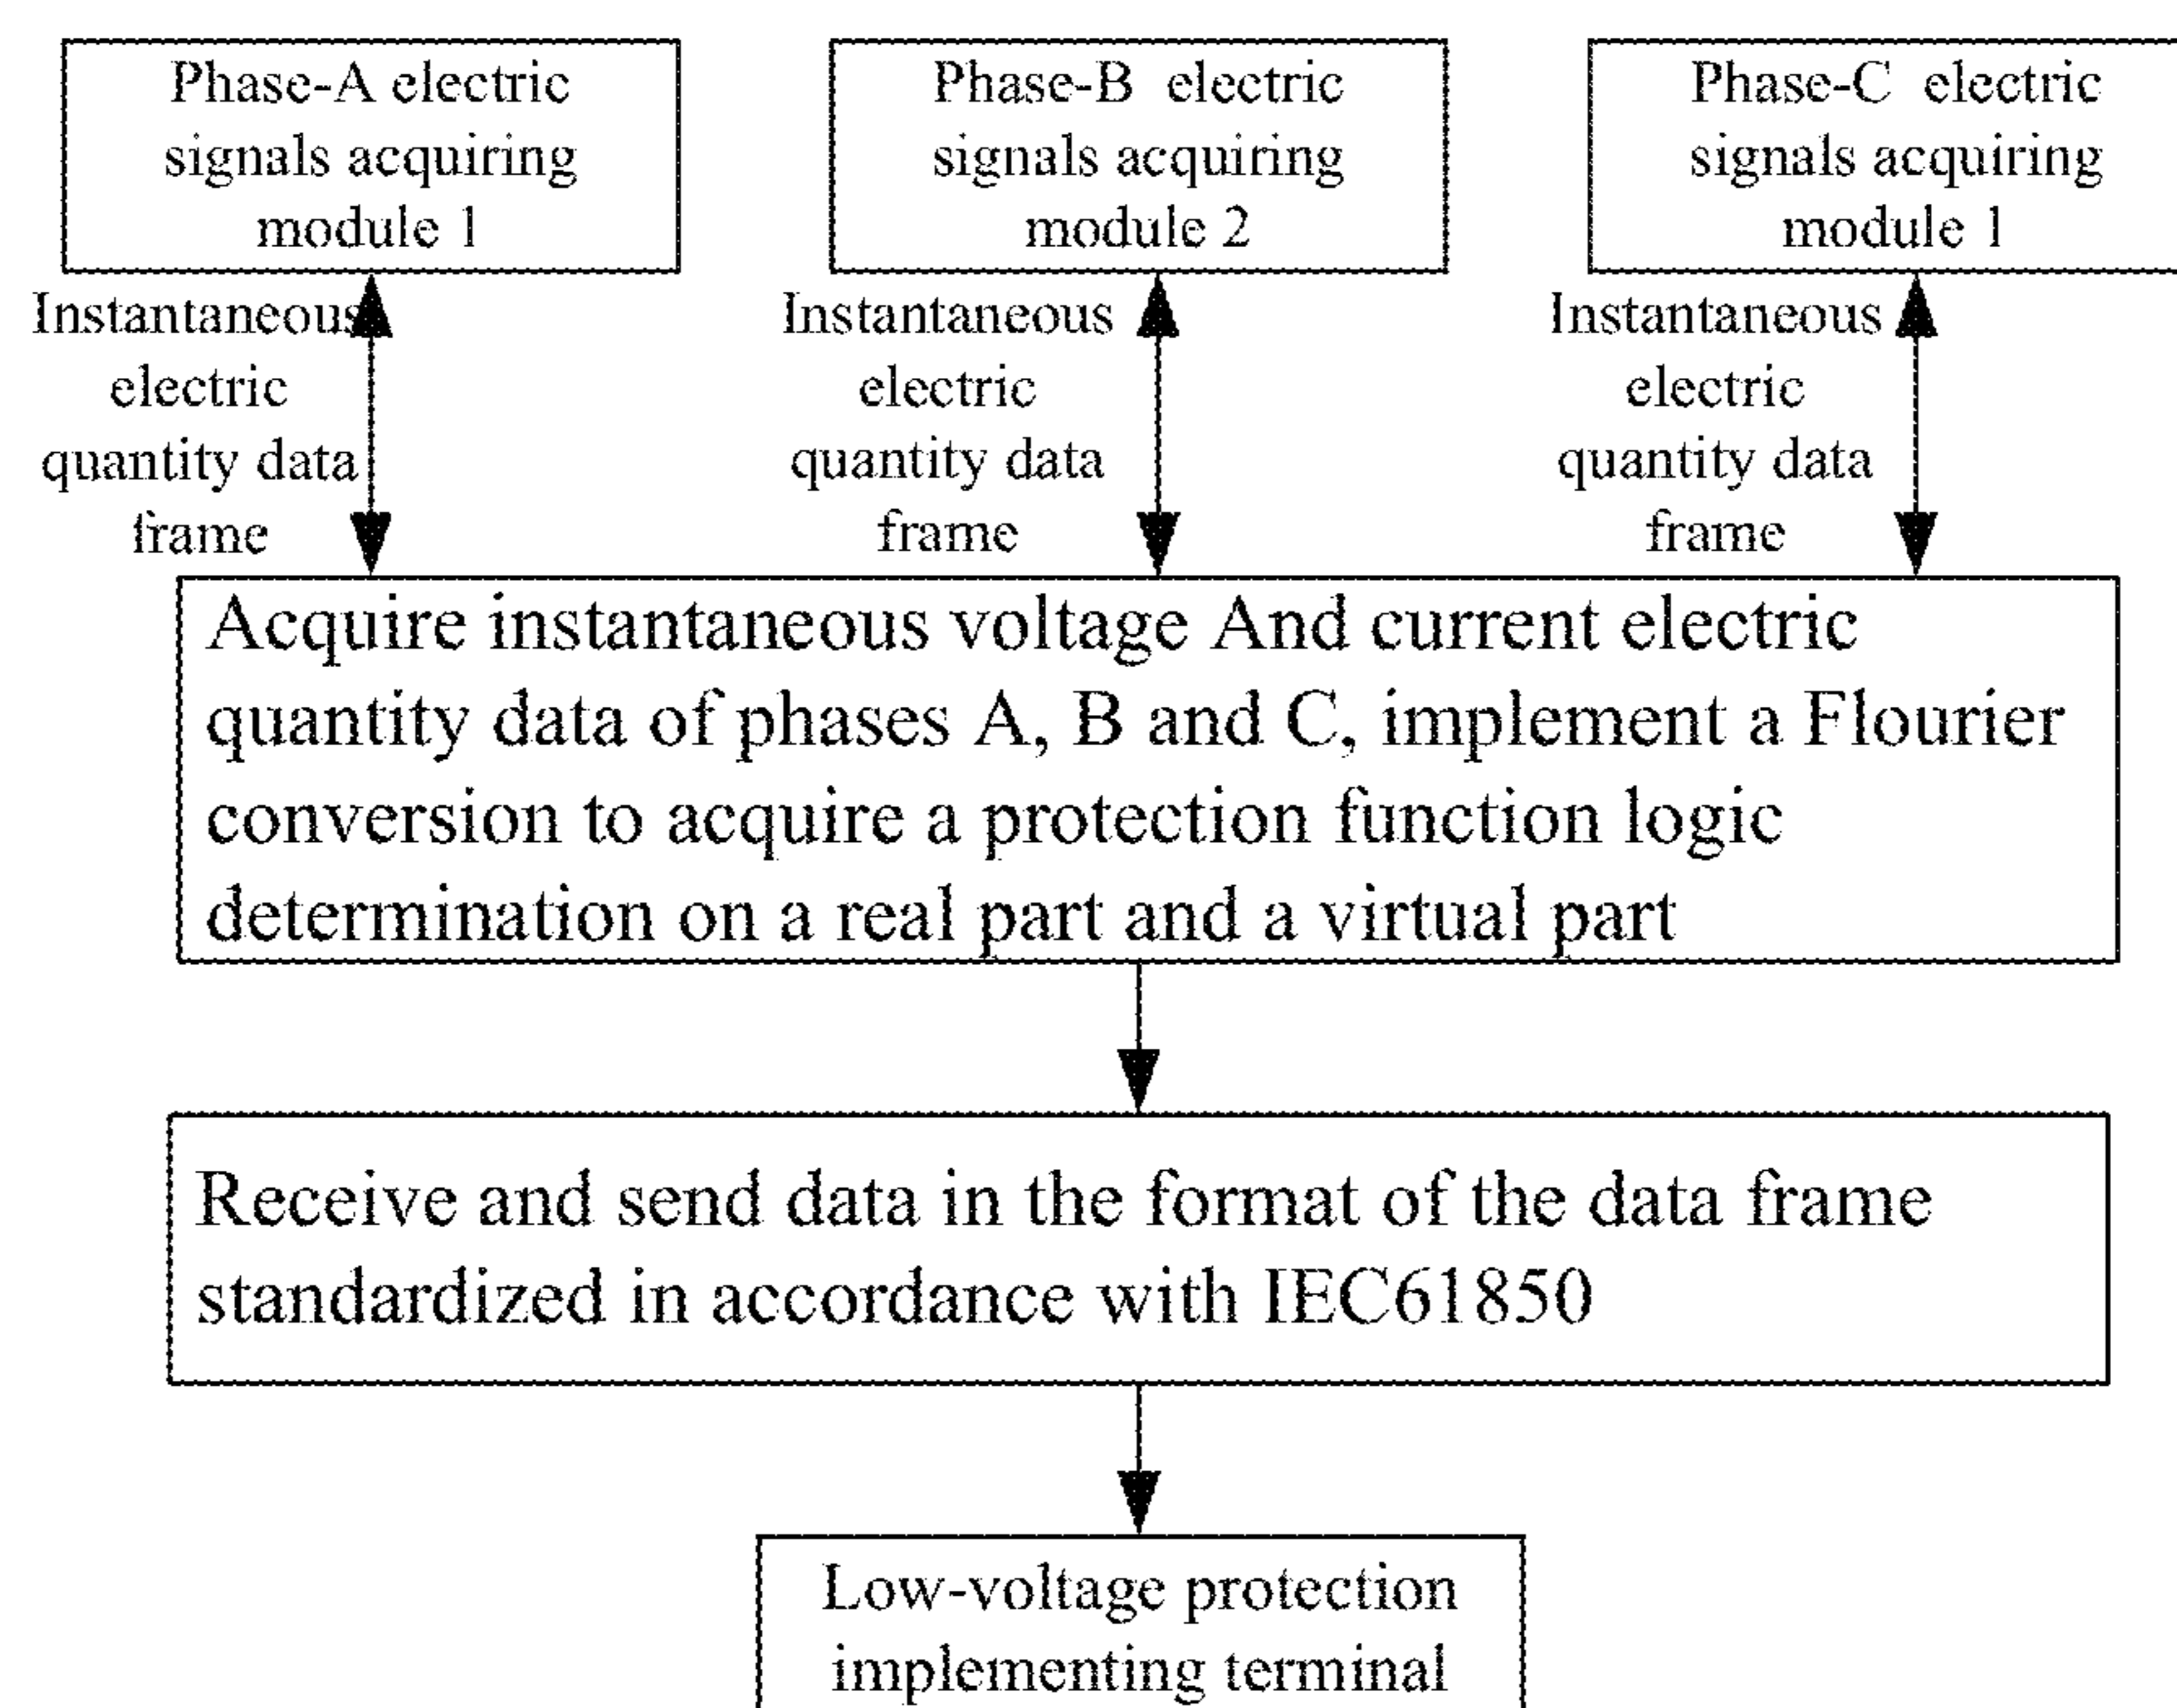 Phase-A electric
signals acquiring
module 1
Phase-B electric
signals acquiring
module 2
Phase-C electric
signals acquiring
module 1
Instantaneous
electric
quantity data
frame
Instantaneous
electric
quantity data
frame
Instantaneous
electric
quantity data
frame
Acquire instantaneous voltage And current electric
quantity data of phases A, B and C, implement a Flourier
conversion to acquire a protection function logic
determination on a real part and a virtual part
Receive and send data in the format of the data frame
standardized in accordance with IEC61850
Low-voltage protection
implementing terminal